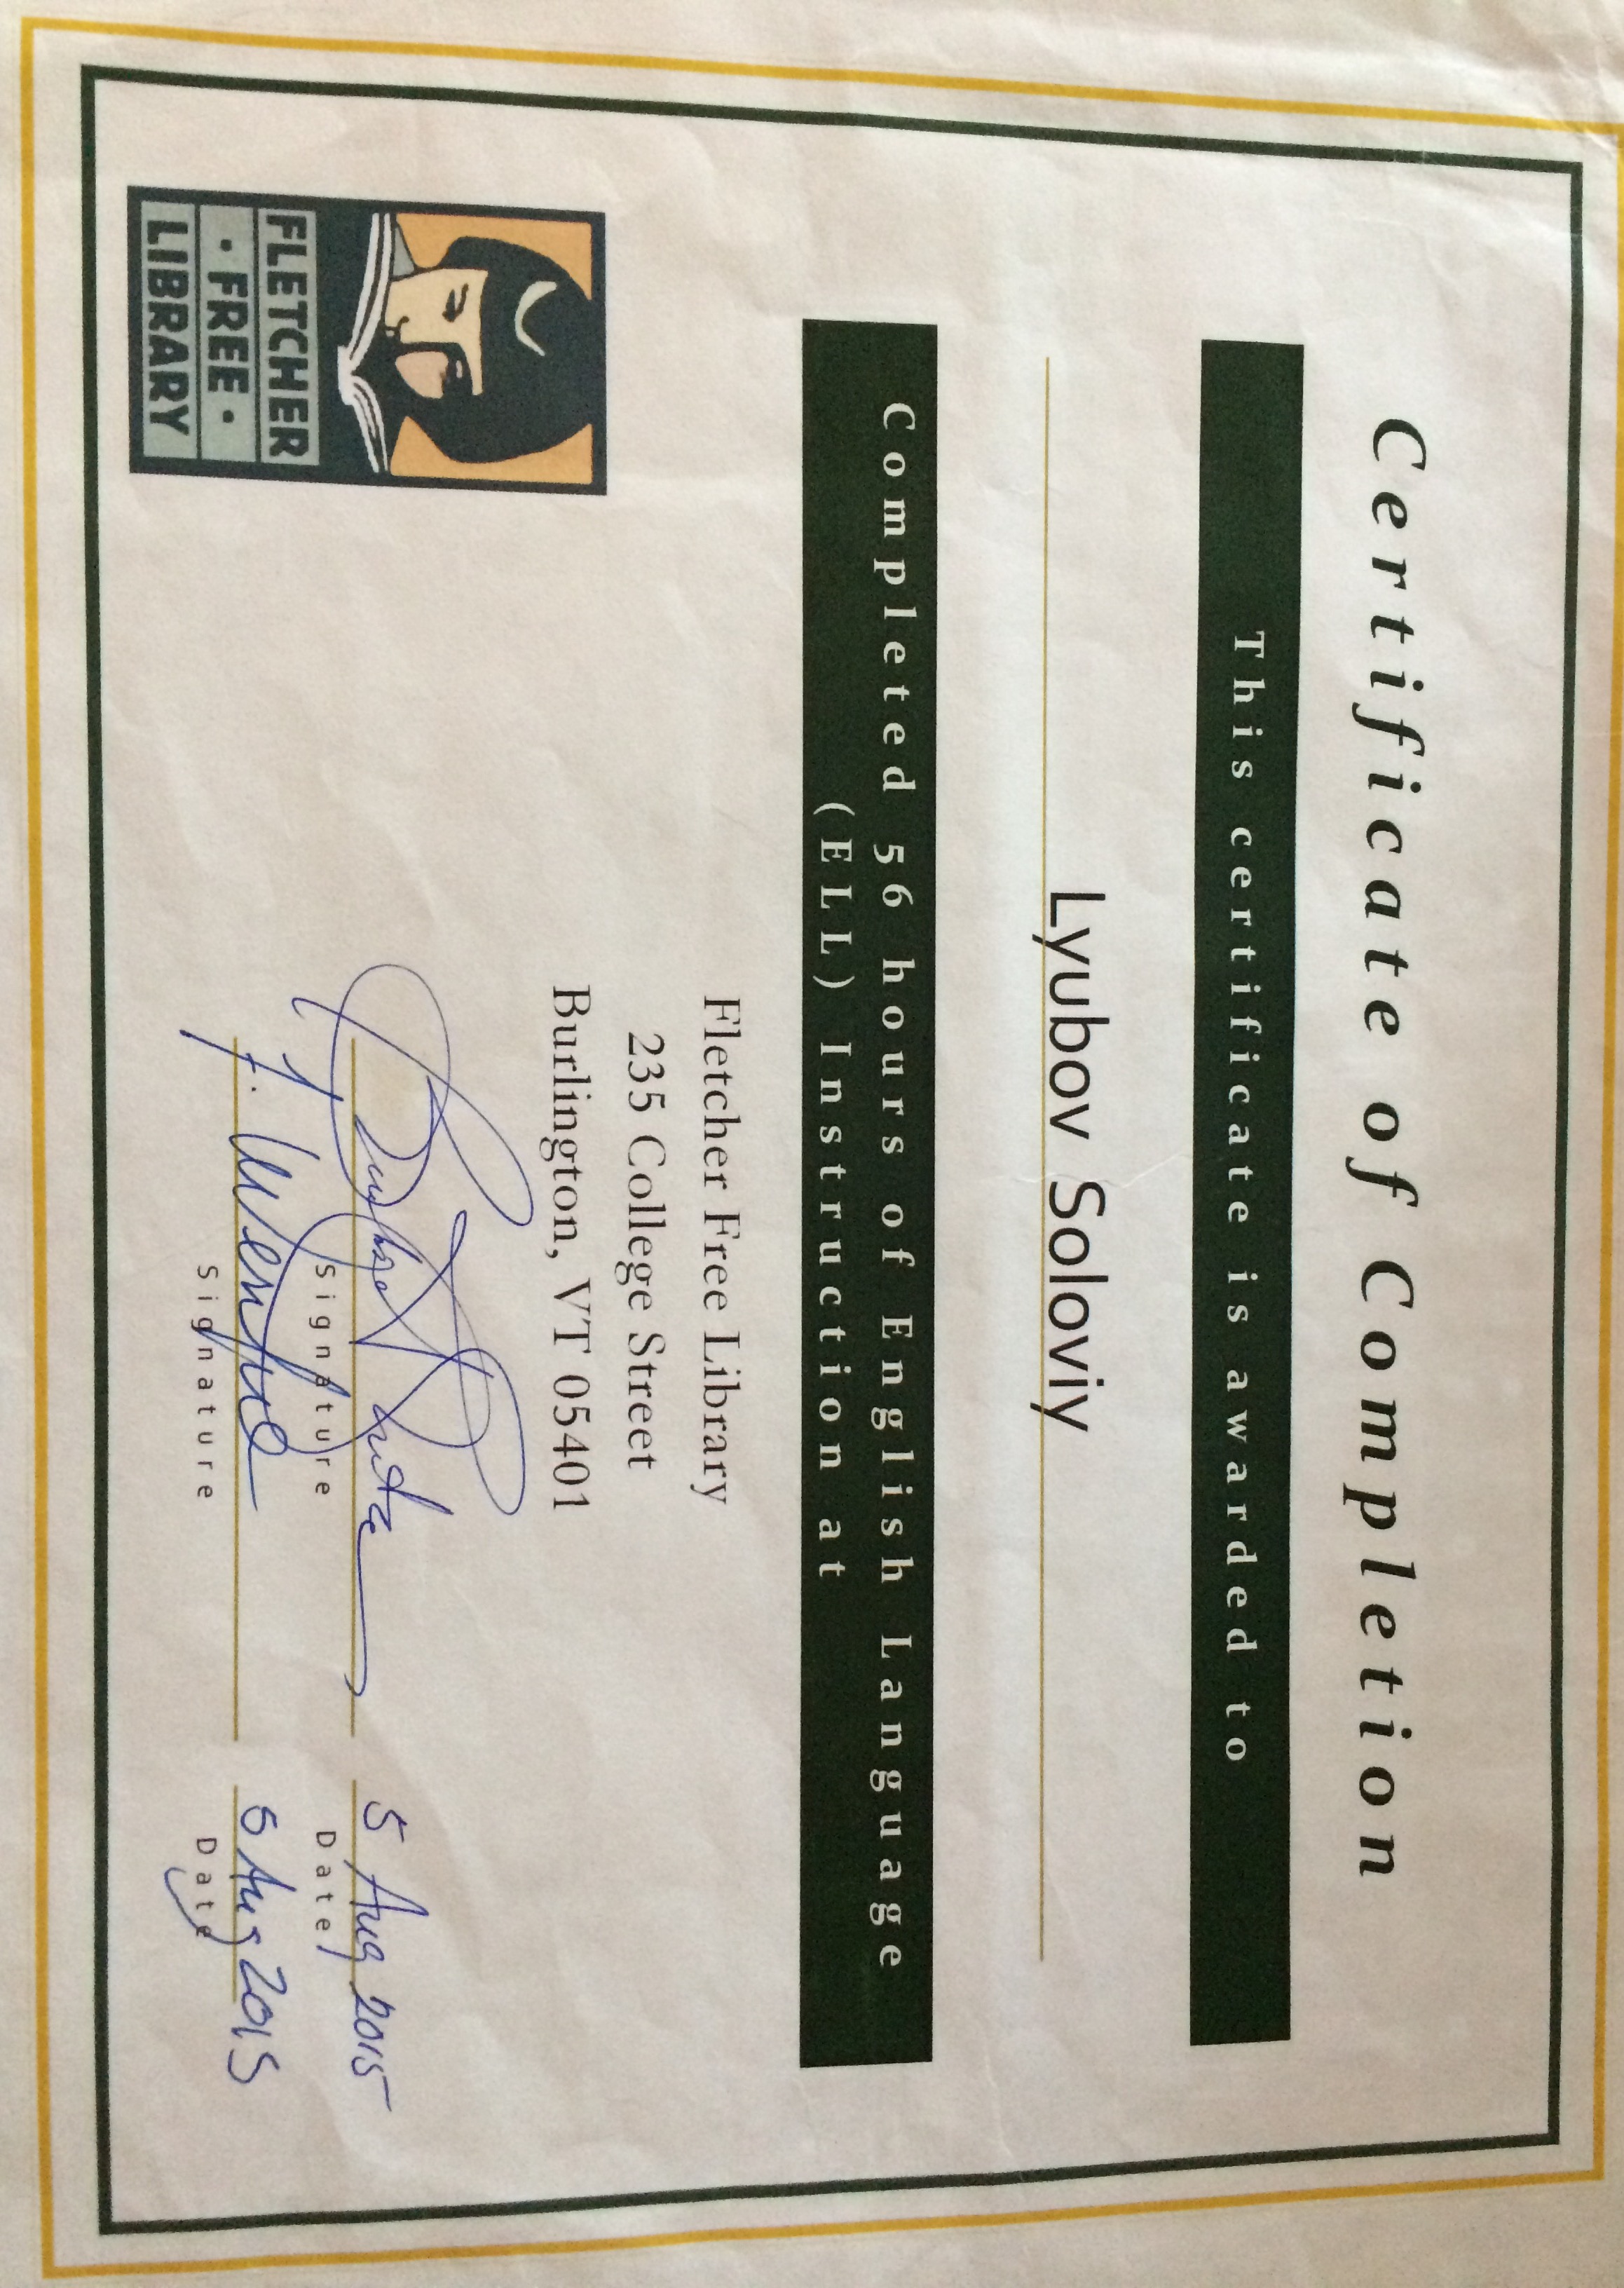 Certificate of Completion
This certificate is awarded to
Lyubov Soloviy
Completed 56 hours of English Language
(ELL) Instruction at
Fletcher Free Library
235 College Street
Burlington, VT 05401
5 Aug 2015
Signature Date
5 Aug 2015
Signature Date
FLETCHER
• FREE •
LIBRARY